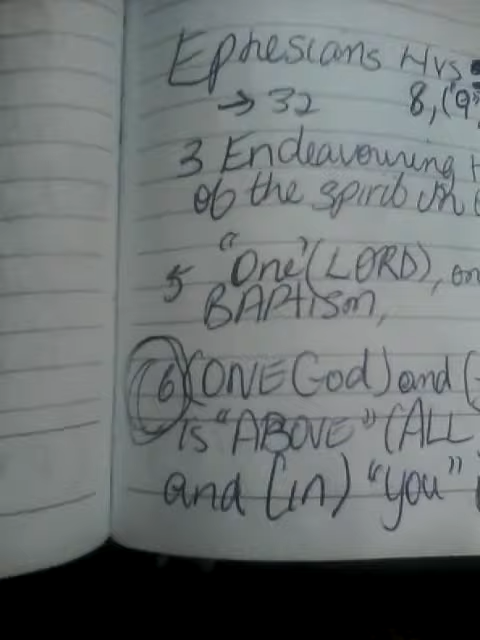 Ephesians 4vs
→ 32 8, ("9"
3 Endeavouring
of the spirit in
5 "One" (LORD), on
BAPtism,
6 (ONE God) and (
is "ABOVE" (ALL
and (in) "you"